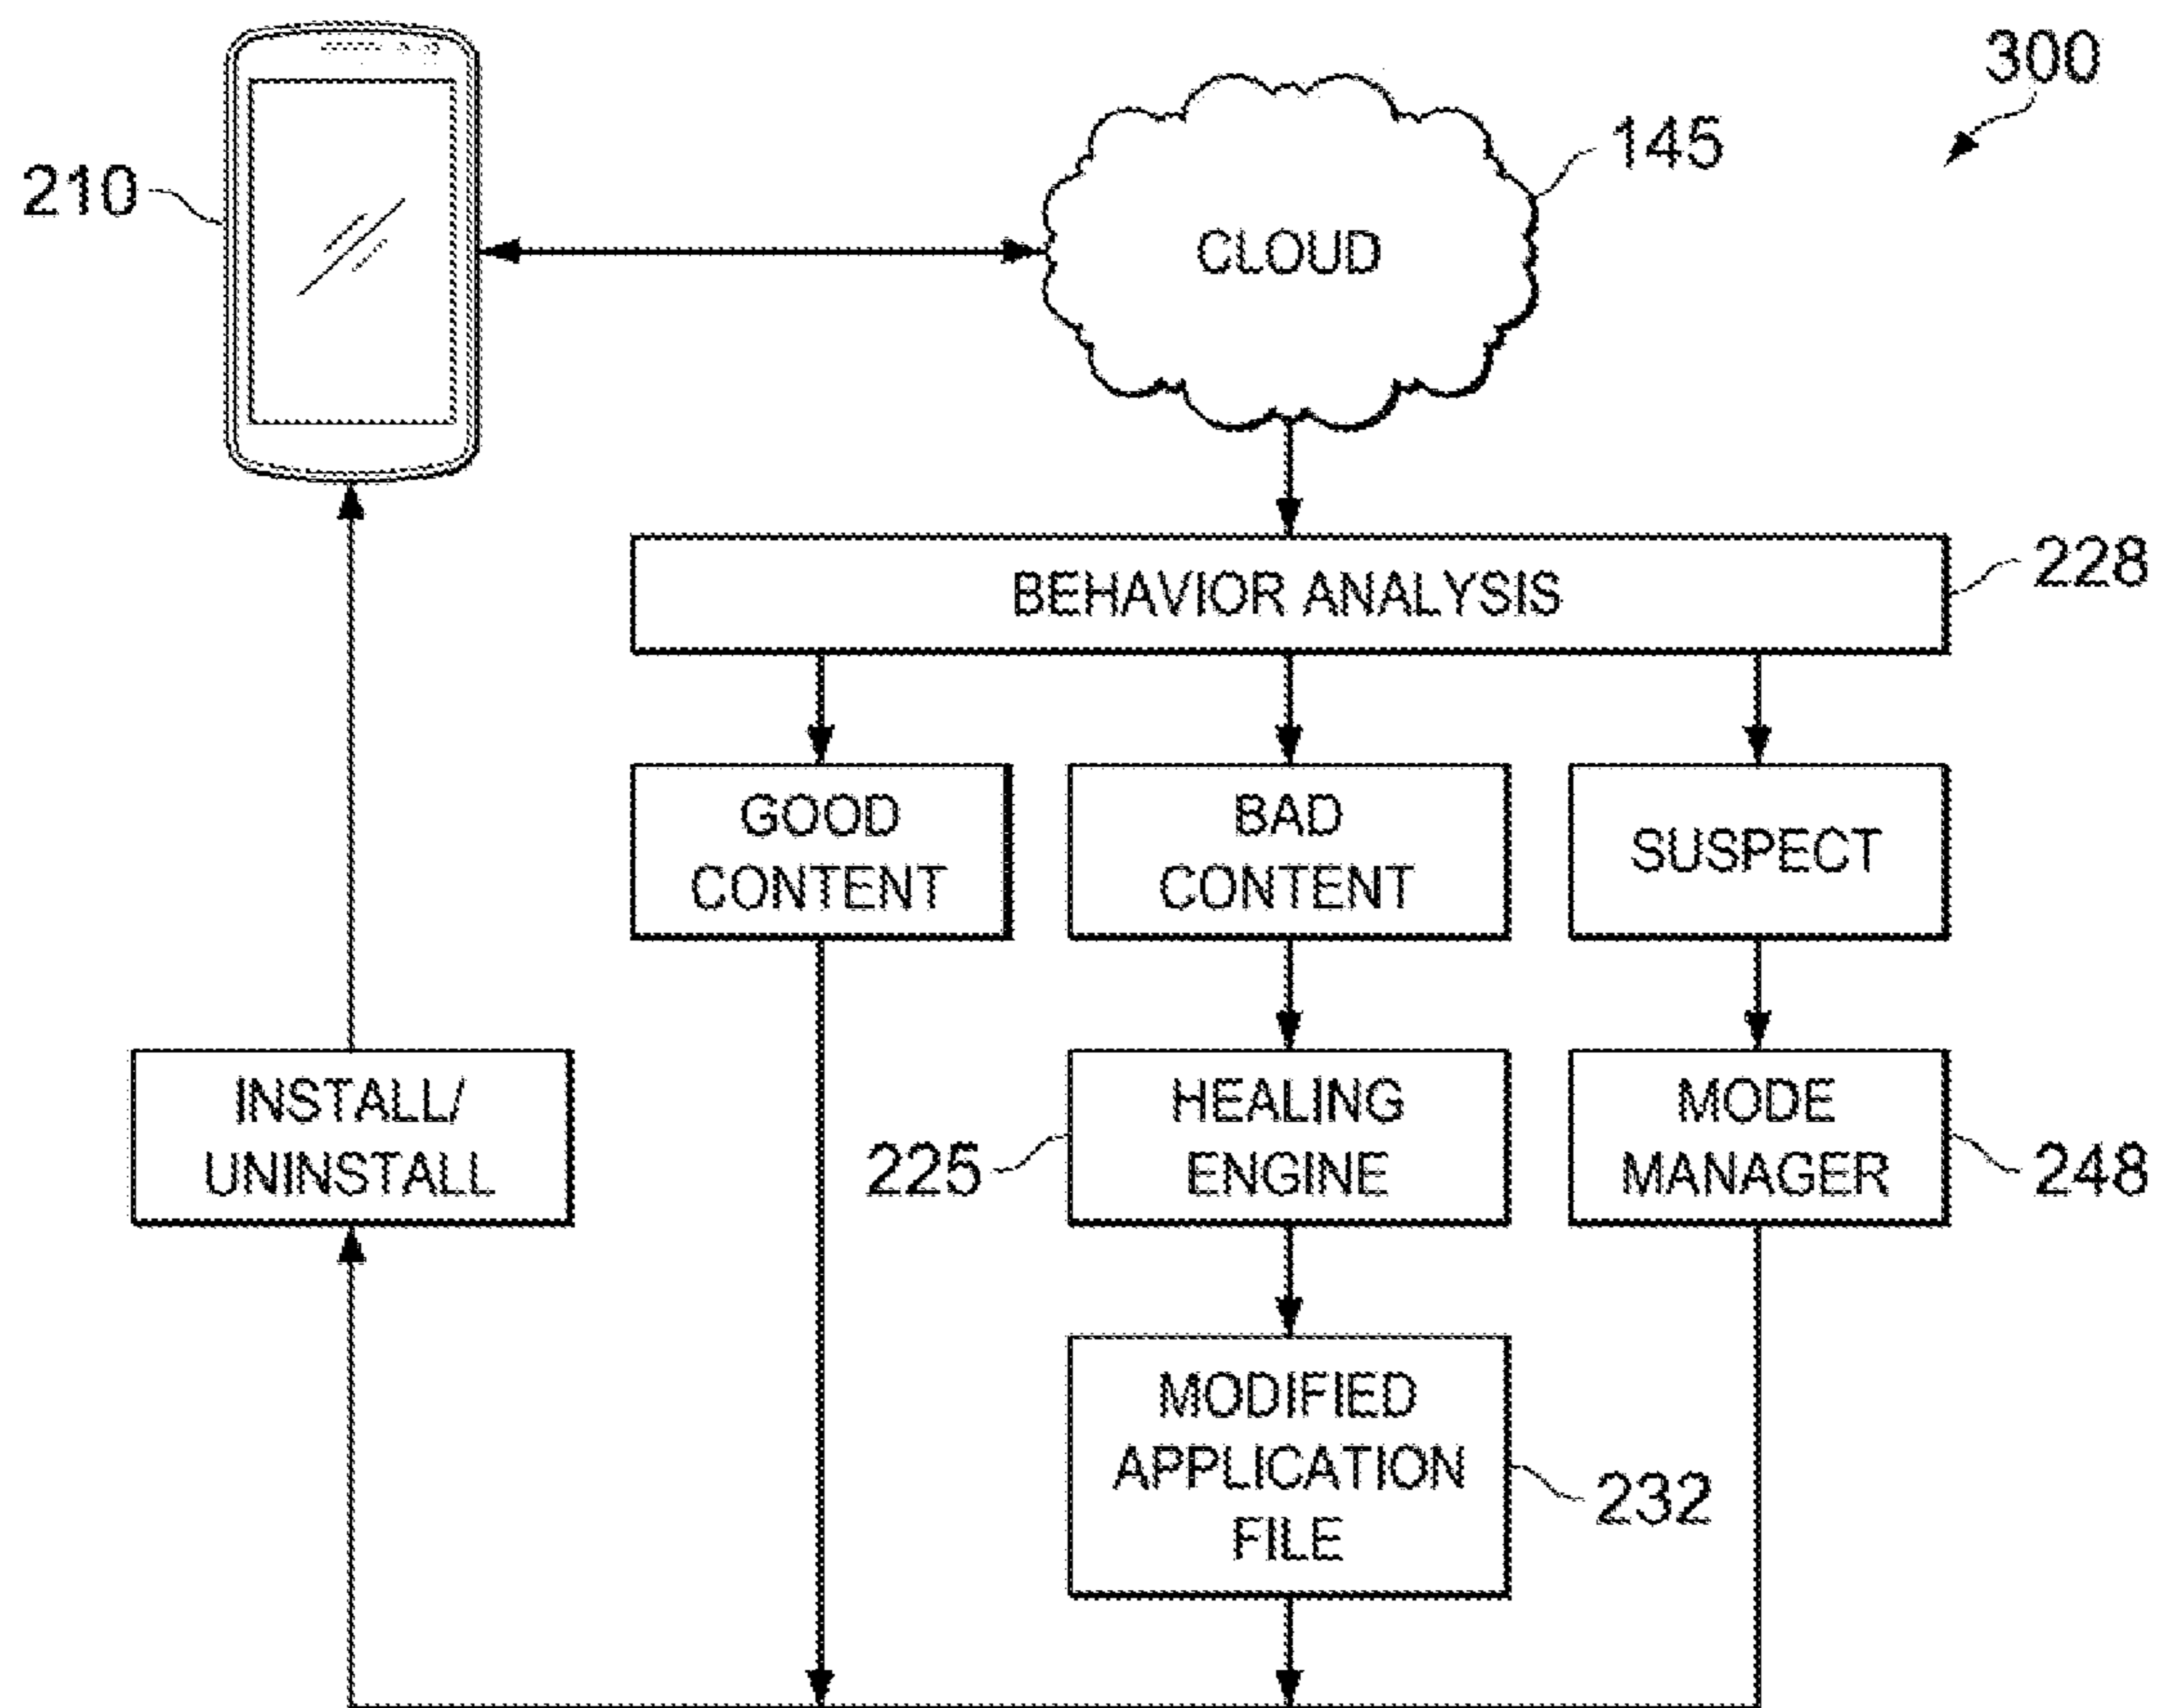 300
145
210
CLOUD
228
BEHAVIOR ANALYSIS
GOOD
CONTENT
BAD
CONTENT
SUSPECT
INSTALL/
UNINSTALL
HEALING
ENGINE
225
MODE
MANAGER
248
MODIFIED
APPLICATION
FILE
232